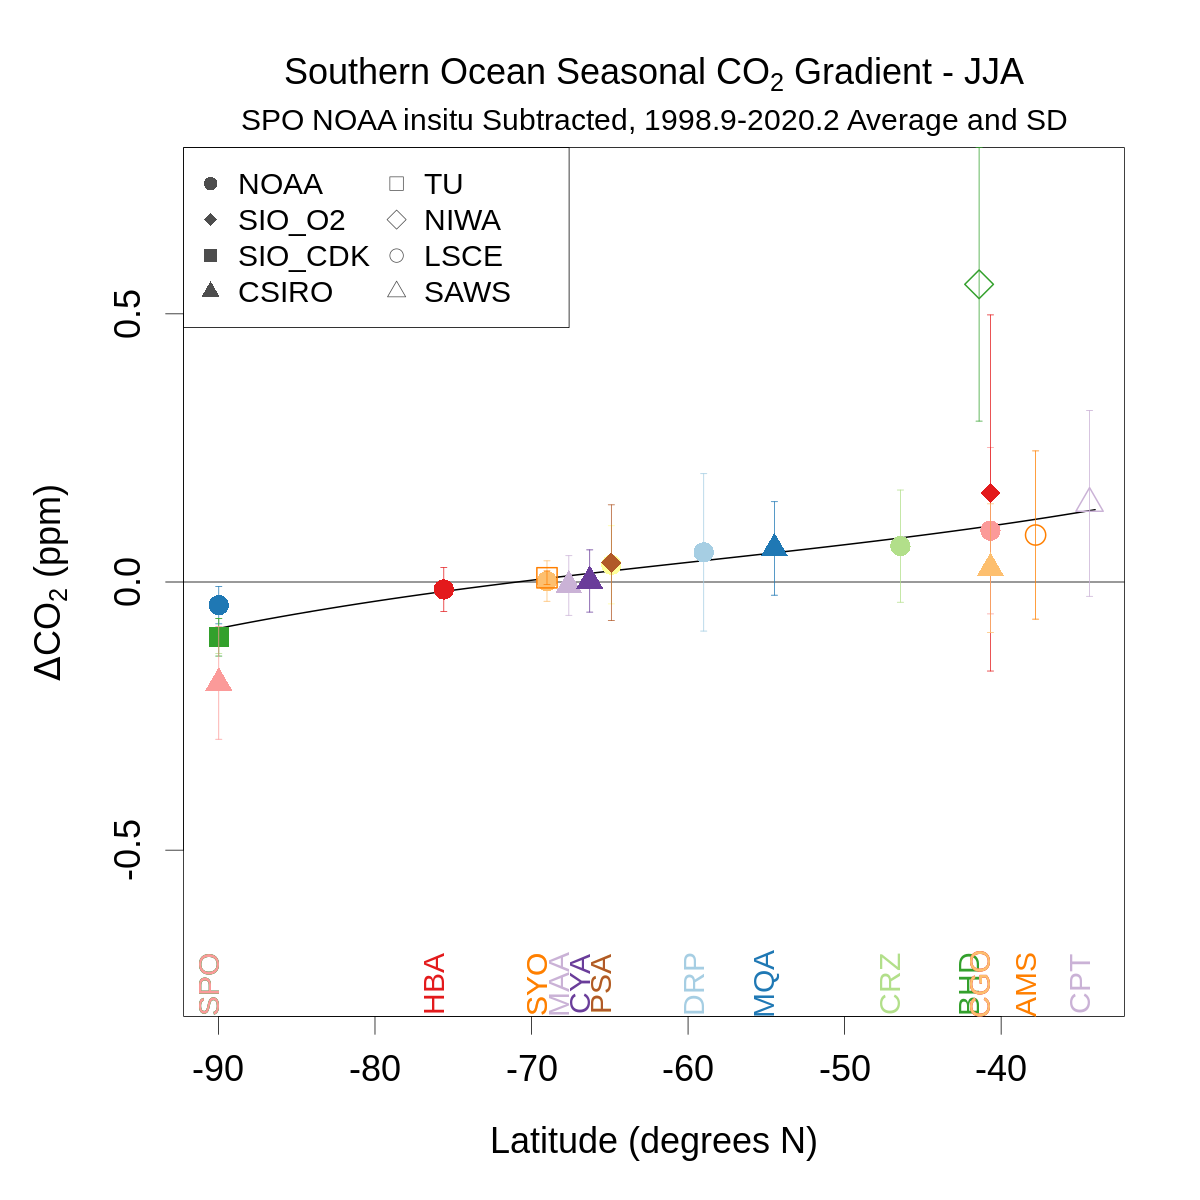 Southern Ocean Seasonal CO2 Gradient - JJA
SPO NOAA insitu Subtracted, 1998.9-2020.2 Average and SD
NOAA
SIO_O2
SIO_CDK
CSIRO
TU
NIWA
LSCE
SAWS
ΔCO2 (ppm)
0.5
0.0
-0.5
SPO
HBA
SYO
MAA
CYA
PSA
DRP
MQA
CRZ
BHD
CGO
AMS
CPT
-90 -80 -70 -60 -50 -40
Latitude (degrees N)